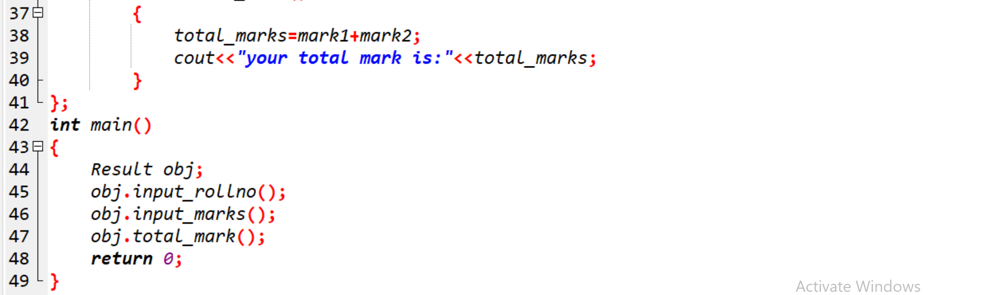 37 {
38 total_marks=mark1+mark2;
39 cout<<"your total mark is:"<<total_marks;
40 }
41 };
42 int main()
43 {
44 Result obj;
45 obj.input_rollno();
46 obj.input_marks();
47 obj.total_mark();
48 return 0;
49 }
Activate Windows